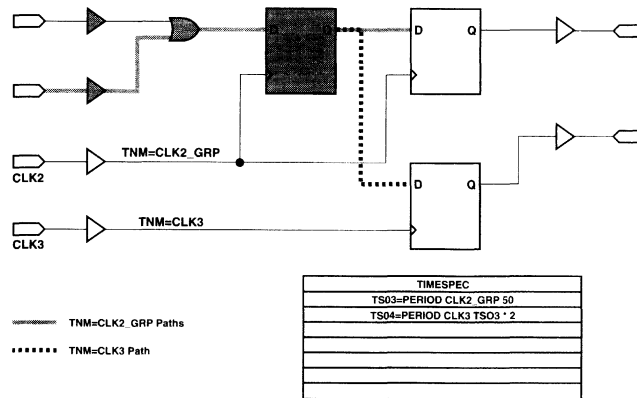 D Q
D Q
TNM=CLK2_GRP
CLK2
D Q
TNM=CLK3
CLK3
TIMESPEC
TS03=PERIOD CLK2_GRP 50
TS04=PERIOD CLK3 TSO3 * 2
TNM=CLK2_GRP Paths
TNM=CLK3 Path